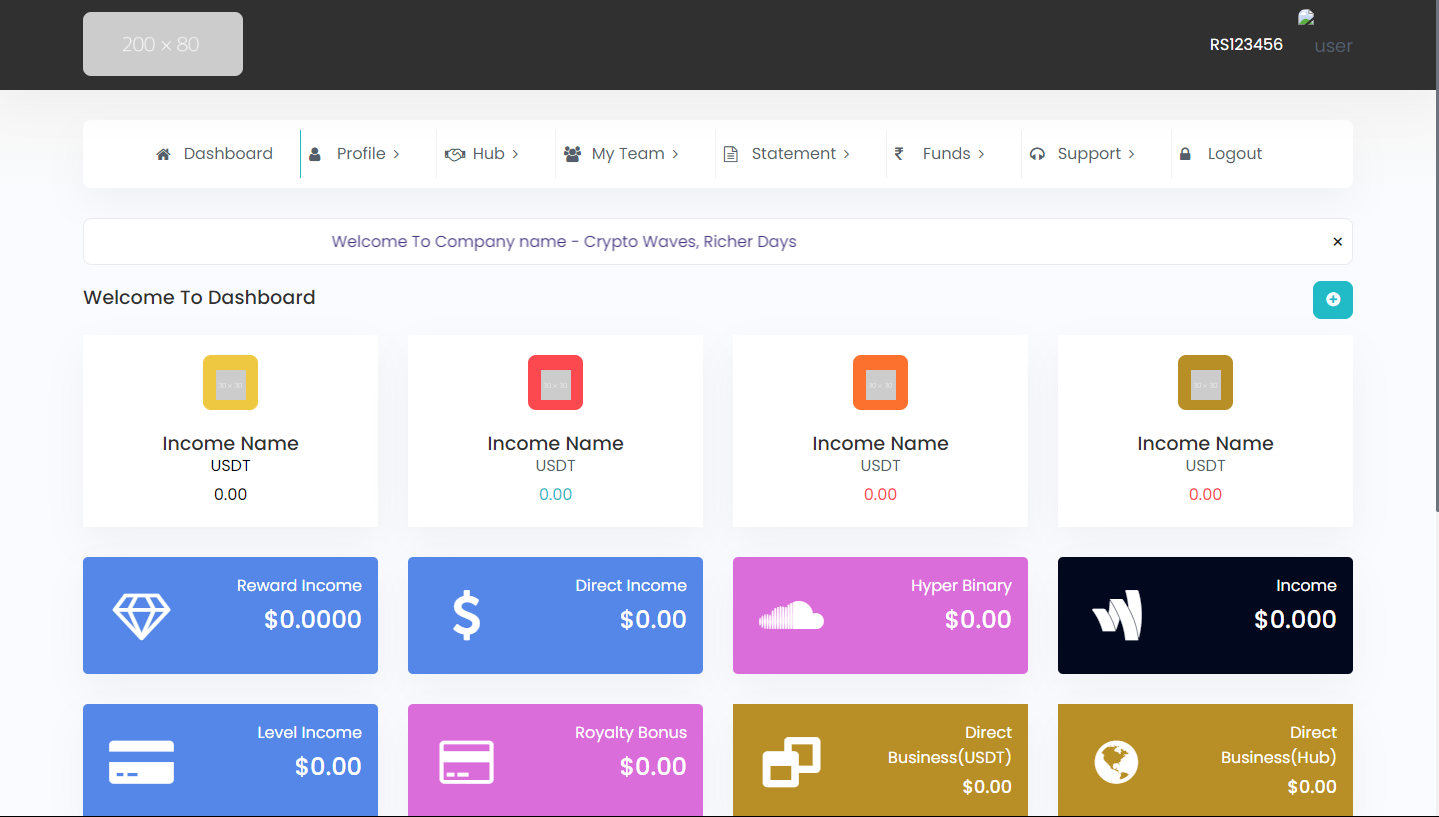 200 × 80
RS123456
user
Dashboard
Profile
Hub
My Team
Statement
₹ Funds
Support
Logout
Welcome To Company name - Crypto Waves, Richer Days
×
Welcome To Dashboard
30 × 30
30 × 30
30 × 30
30 × 30
Income Name
USDT
0.00
Income Name
USDT
0.00
Income Name
USDT
0.00
Income Name
USDT
0.00
Reward Income
$0.0000
Direct Income
$0.00
Hyper Binary
$0.00
Income
$0.000
Level Income
$0.00
Royalty Bonus
$0.00
Direct
Business(USDT)
$0.00
Direct
Business(Hub)
$0.00